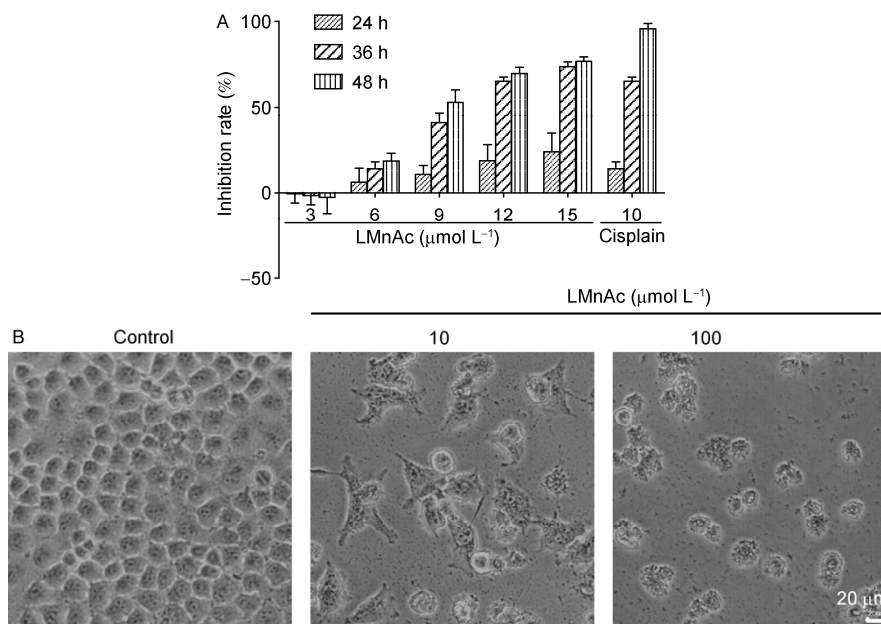 A
100
50
0
−50
Inhibition rate (%)
24 h
36 h
48 h
3 6 9 12 15 10
LMnAc (μmol L⁻¹) Cisplain
LMnAc (μmol L⁻¹)
B Control 10 100
20 μm